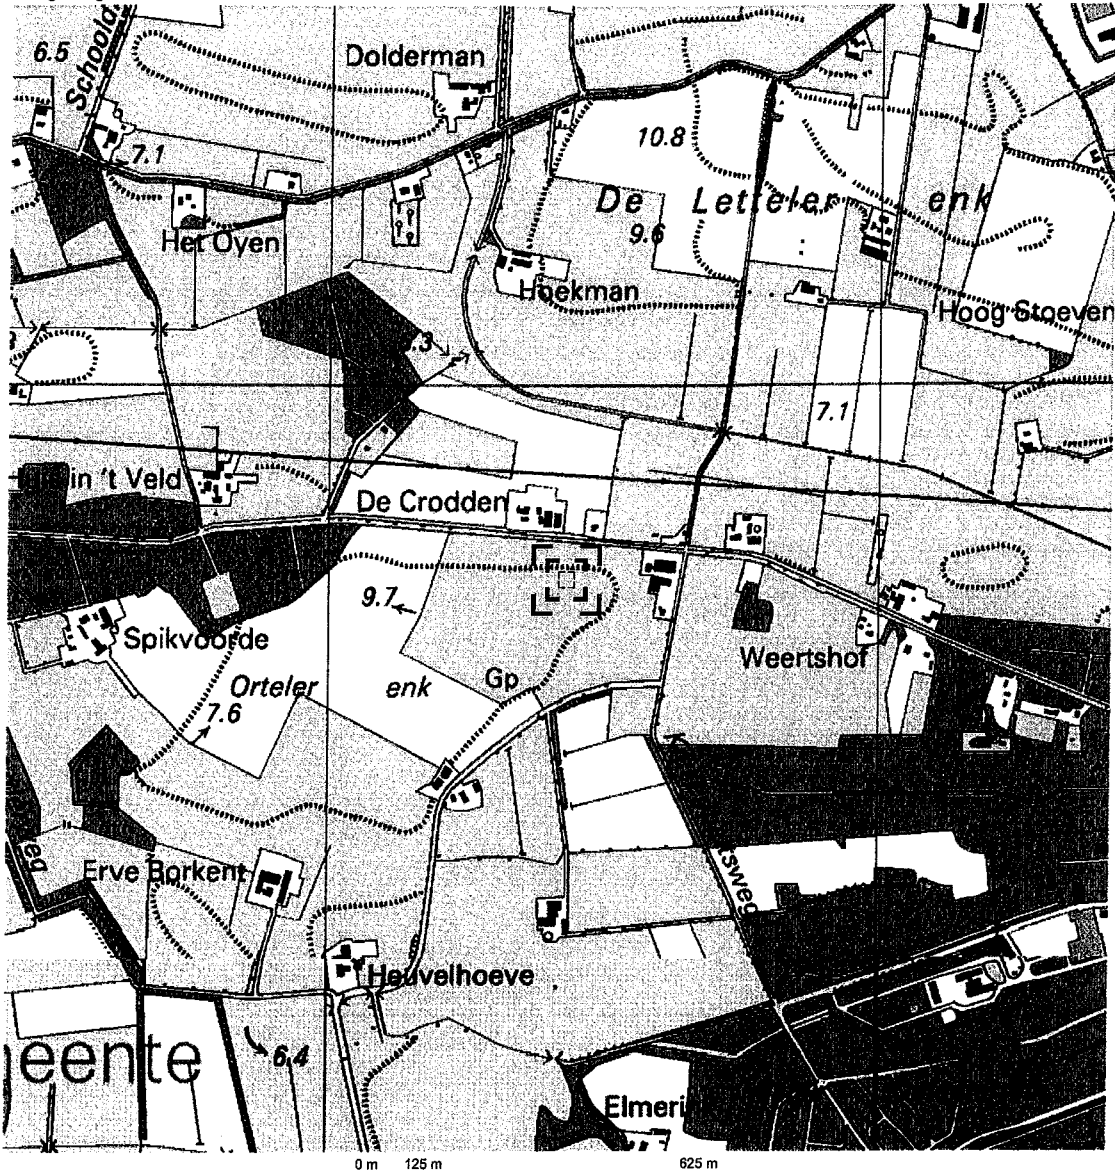 6.5
Dolderman
7.1
10.8
De Letteler enk
9.6
Het Oyen
Hoekman
Hoog Stoeven
7.1
in 't Veld
De Crodden
9.7
Spikvoorde
Weertshof
Gp
Orteler enk
7.6
Erve Borkent
Heuvelhoeve
6.4
eente
0 m 125 m 625 m